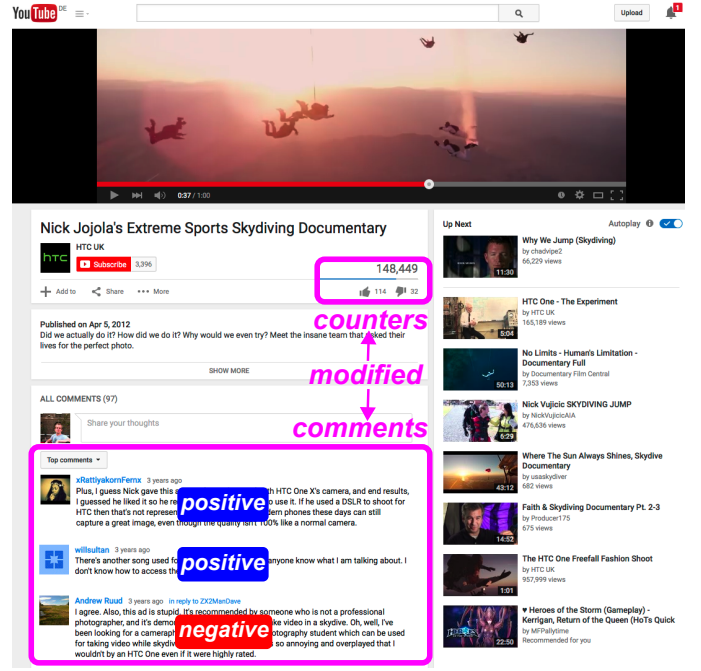 YouTube DE
Upload
1
0:37 / 1:00
Nick Jojola's Extreme Sports Skydiving Documentary
hTC
HTC UK
Subscribe 3,396
148,449
Add to Share More
114 32
counters
Published on Apr 5, 2012
Did we actually do it? How did we do it? Why would we even try? Meet the insane team that their
lives for the perfect photo.
SHOW MORE
modified
ALL COMMENTS (97)
Share your thoughts
comments
Top comments
xRattiyakornFernx 3 years ago
Plus, I guess Nick gave this HTC One X's camera, and end results,
I guessed he liked it so he to use it. If he used a DSLR to shoot for
HTC then that's not phones these days can still
capture a great image, even though the quality isn't 100% like a normal camera.
positive
willsultan 3 years ago
There's another song used anyone know what I am talking about. I
don't know how to access
positive
Andrew Ruud 3 years ago in reply to ZX2ManDave
I agree. Also, this ad is stupid. It's recommended by someone who is not a professional
photographer, and it's video in a skydive. Oh, well, I've
been looking for a photography student which can be used
for taking video while so annoying and overplayed that I
wouldn't by an HTC One even if it were highly rated.
negative
Up Next
Autoplay
Why We Jump (Skydiving)
by chadvipe2
66,229 views
11:30
HTC One - The Experiment
by HTC UK
165,189 views
5:04
No Limits - Human's Limitation -
Documentary Full
by Documentary Film Central
7,353 views
50:13
Nick Vujicic SKYDIVING JUMP
by NickVujicicAIA
476,636 views
6:29
Where The Sun Always Shines, Skydive
Documentary
by usaskydiver
682 views
43:12
Faith & Skydiving Documentary Pt. 2-3
by Producer175
675 views
14:52
The HTC One Freefall Fashion Shoot
by HTC UK
957,999 views
1:01
♥ Heroes of the Storm (Gameplay) -
Kerrigan, Return of the Queen (HoTs Quick
by MFPallytime
Recommended for you
HEROES
22:50